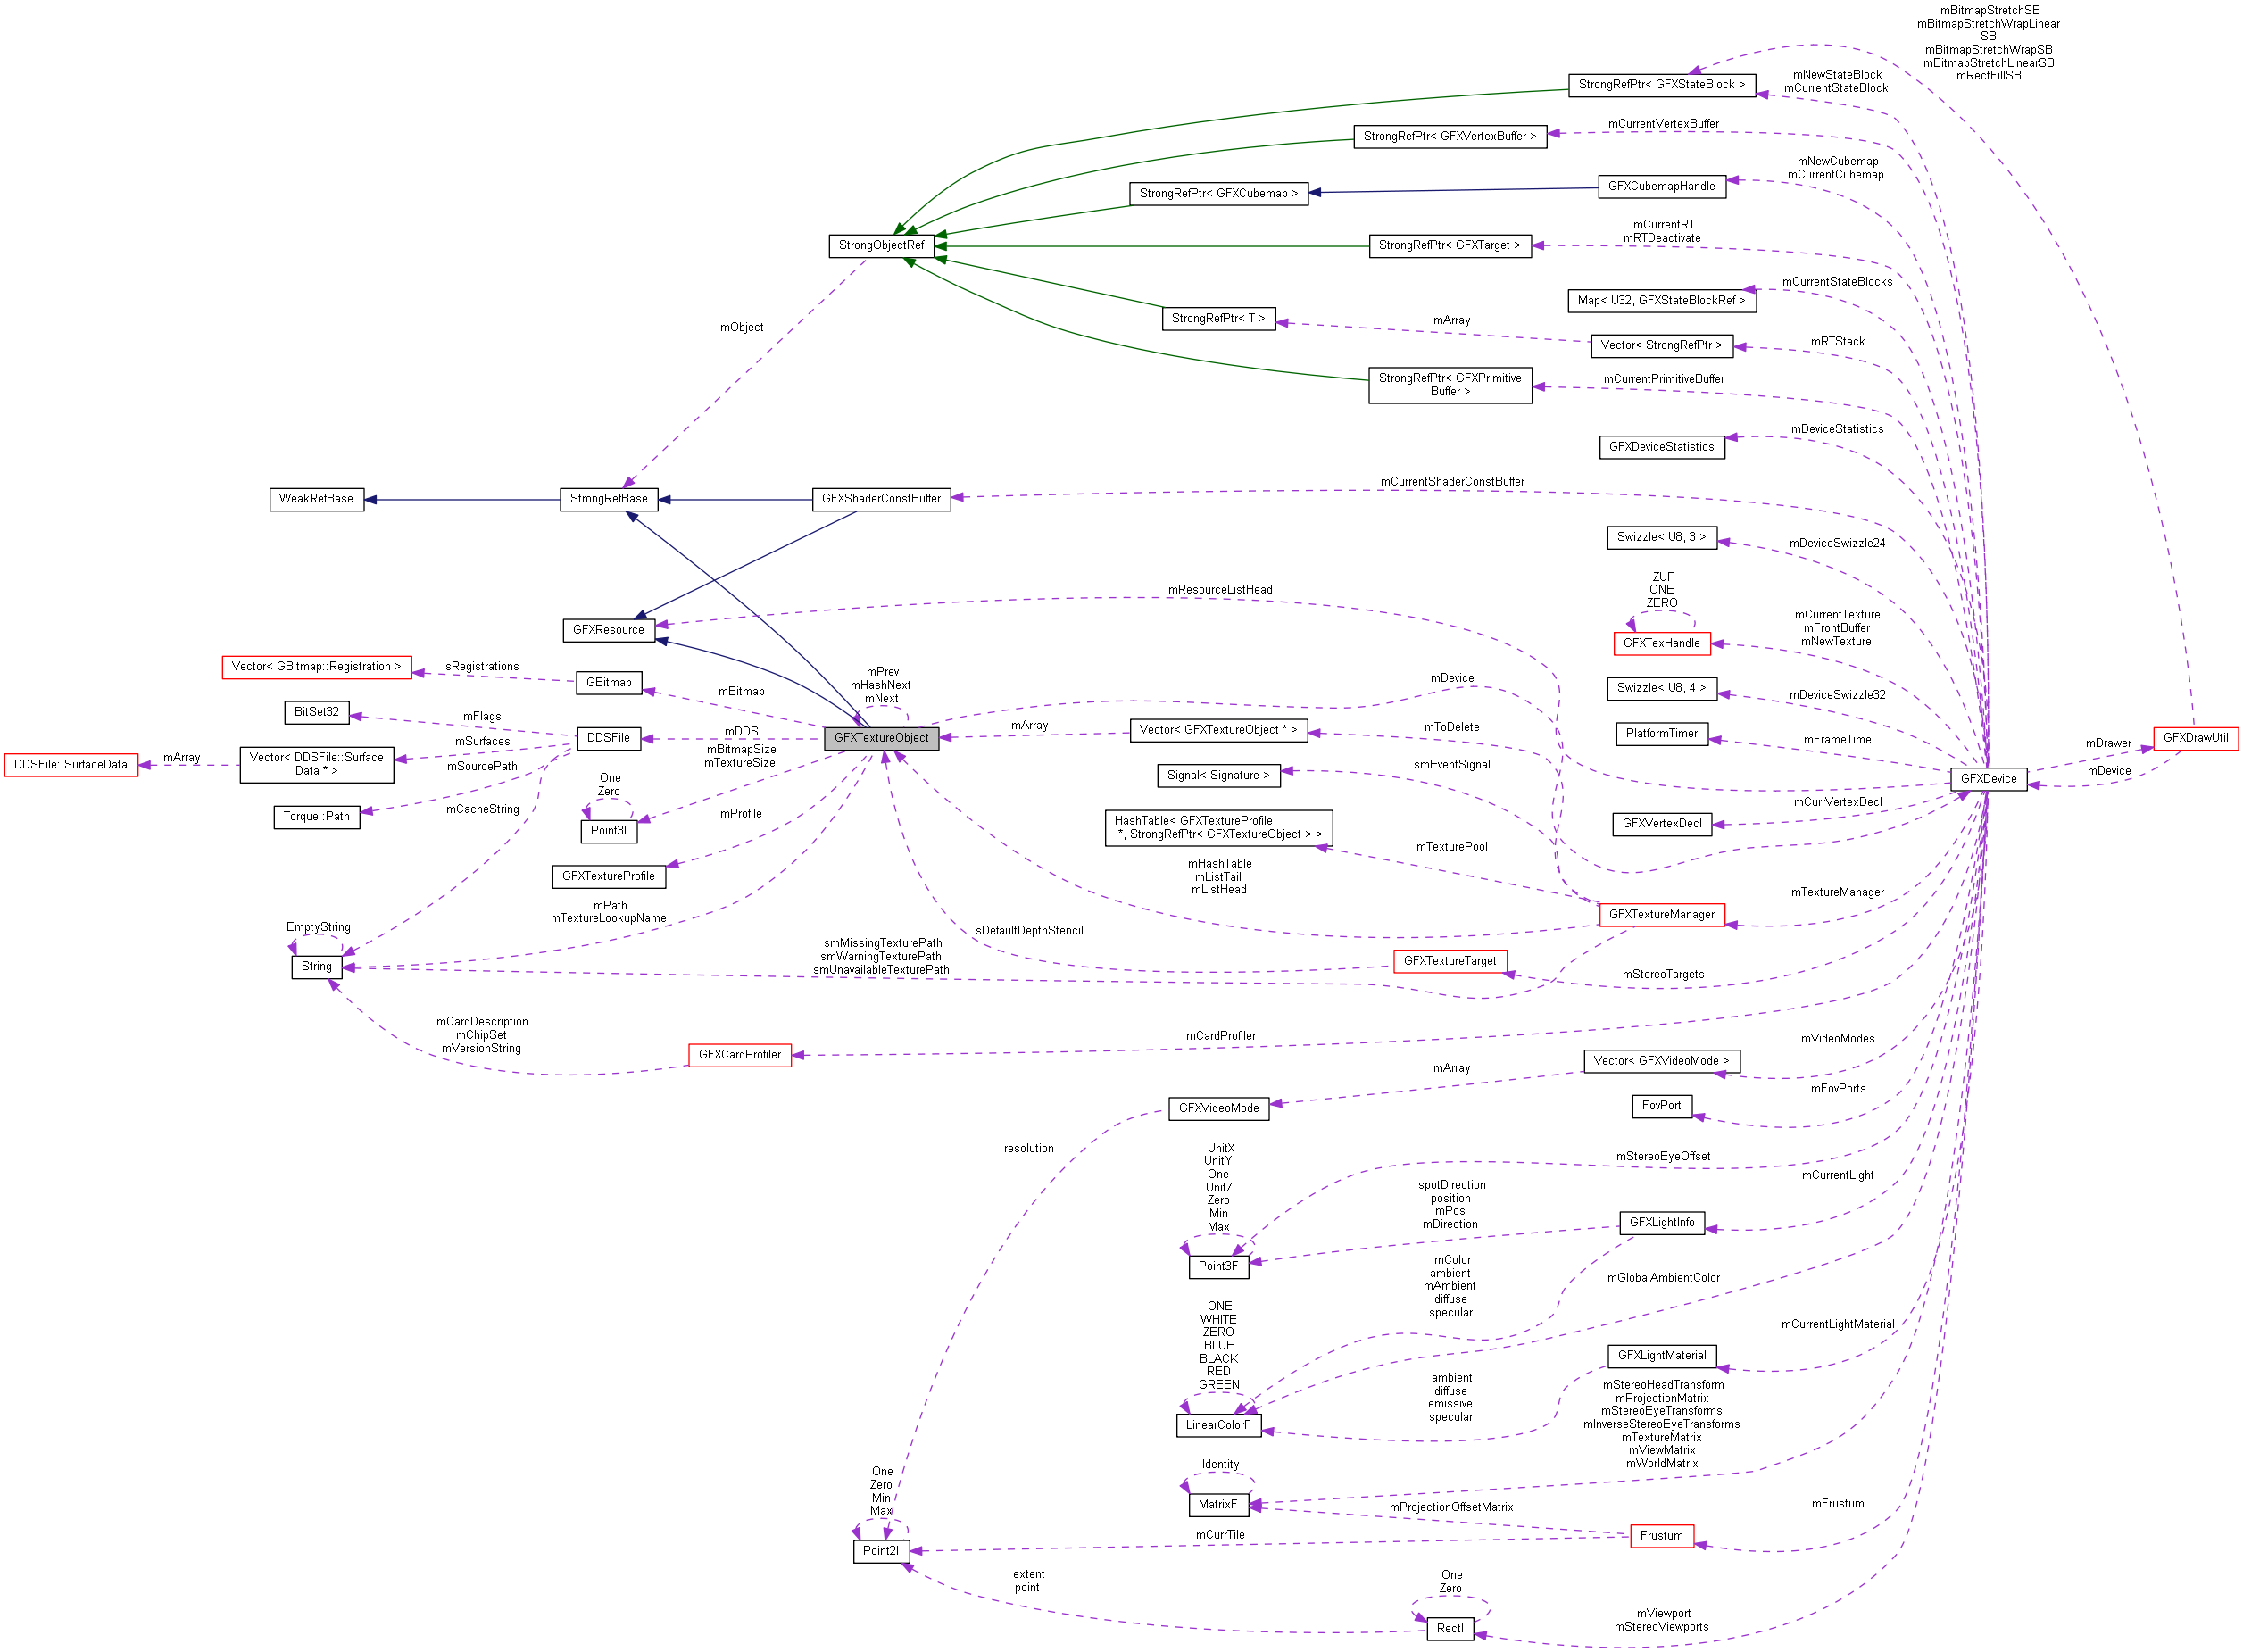 mBitmapStretchSB
mBitmapStretchWrapLinear
SB
mBitmapStretchWrapSB
mBitmapStretchLinearSB
mRectFillSB
mNewStateBlock
mCurrentStateBlock
StrongRefPtr< GFXStateBlock >
mCurrentVertexBuffer
StrongRefPtr< GFXVertexBuffer >
mNewCubemap
mCurrentCubemap
StrongRefPtr< GFXCubemap >
GFXCubemapHandle
mCurrentRT
mRTDeactivate
StrongObjectRef
StrongRefPtr< GFXTarget >
mCurrentStateBlocks
Map< U32, GFXStateBlockRef >
mObject
StrongRefPtr< T >
mArray
Vector< StrongRefPtr >
mRTStack
StrongRefPtr< GFXPrimitive
Buffer >
mCurrentPrimitiveBuffer
mDeviceStatistics
GFXDeviceStatistics
WeakRefBase
StrongRefBase
GFXShaderConstBuffer
mCurrentShaderConstBuffer
Swizzle< U8, 3 >
mDeviceSwizzle24
ZUP
ONE
ZERO
mResourceListHead
GFXResource
GFXTexHandle
mCurrentTexture
mFrontBuffer
mNewTexture
Vector< GBitmap::Registration >
sRegistrations
GBitmap
mBitmap
mPrev
mHashNext
mNext
mDevice
Swizzle< U8, 4 >
mDeviceSwizzle32
BitSet32
mFlags
DDSFile
mDDS
mBitmapSize
mTextureSize
GFXTextureObject
mArray
Vector< GFXTextureObject * >
mToDelete
PlatformTimer
mFrameTime
mDrawer
GFXDrawUtil
mDevice
DDSFile::SurfaceData
mArray
Vector< DDSFile::Surface
Data * >
mSurfaces
mSourcePath
Signal< Signature >
smEventSignal
GFXDevice
Torque::Path
mCacheString
One
Zero
Point3I
mProfile
HashTable< GFXTextureProfile
*, StrongRefPtr< GFXTextureObject > >
mTexturePool
GFXVertexDecl
mCurrVertexDecl
GFXTextureProfile
mHashTable
mListTail
mListHead
mTextureManager
GFXTextureManager
mPath
mTextureLookupName
EmptyString
String
smMissingTexturePath
smWarningTexturePath
smUnavailableTexturePath
sDefaultDepthStencil
GFXTextureTarget
mStereoTargets
mCardDescription
mChipSet
mVersionString
GFXCardProfiler
mCardProfiler
mVideoModes
Vector< GFXVideoMode >
mArray
GFXVideoMode
mFovPorts
FovPort
resolution
UnitX
UnitY
One
UnitZ
Zero
Min
Max
Point3F
mStereoEyeOffset
spotDirection
position
mPos
mDirection
mCurrentLight
GFXLightInfo
mColor
ambient
mAmbient
diffuse
specular
mGlobalAmbientColor
ONE
WHITE
ZERO
BLUE
BLACK
RED
GREEN
LinearColorF
mCurrentLightMaterial
GFXLightMaterial
ambient
diffuse
emissive
specular
mStereoHeadTransform
mProjectionMatrix
mStereoEyeTransforms
mInverseStereoEyeTransforms
mTextureMatrix
mViewMatrix
mWorldMatrix
Identity
MatrixF
mProjectionOffsetMatrix
mFrustum
Frustum
mCurrTile
One
Zero
Min
Max
Point2I
extent
point
One
Zero
RectI
mViewport
mStereoViewports